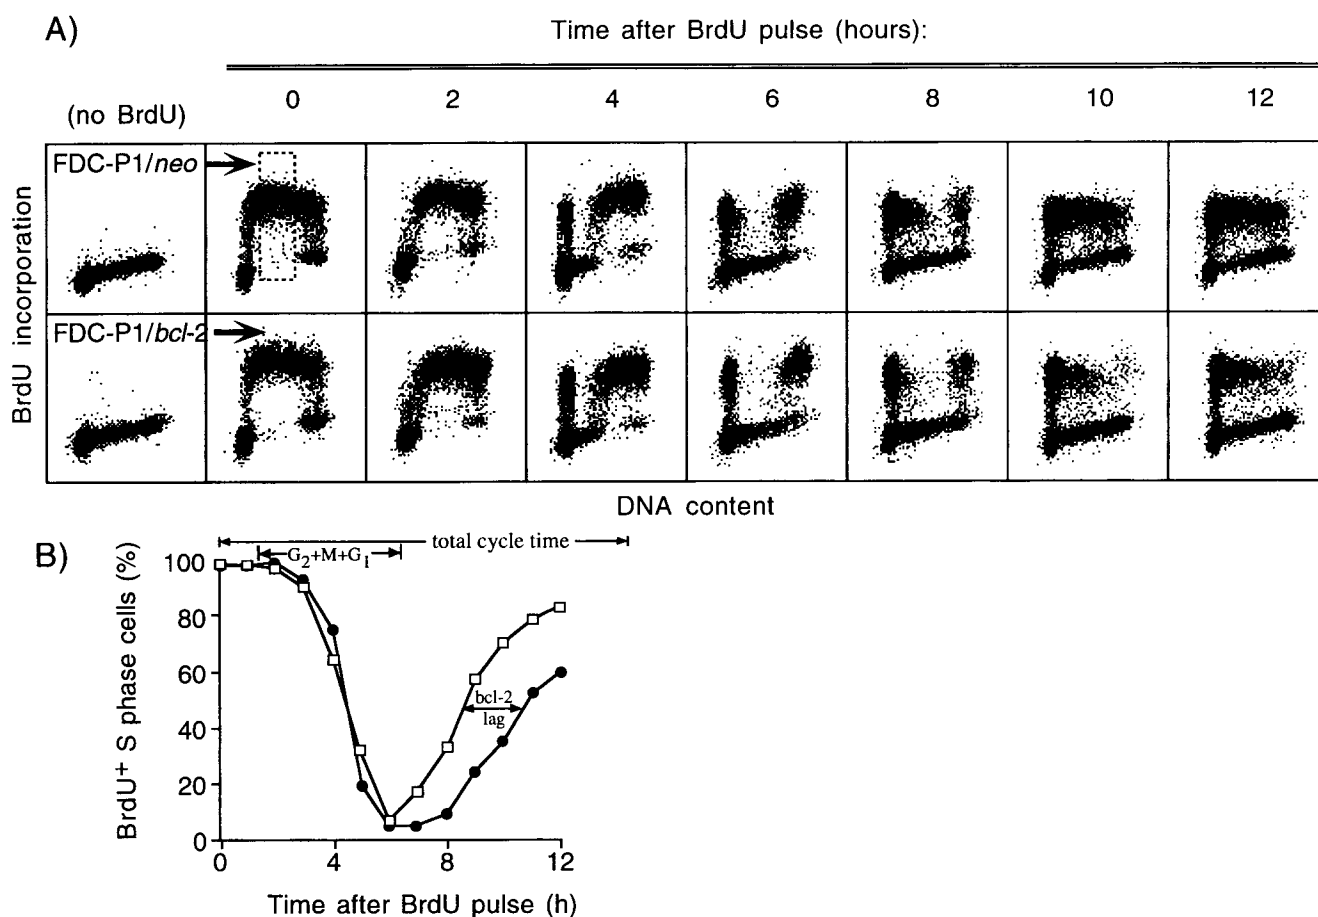 A)
Time after BrdU pulse (hours):
(no BrdU) 0 2 4 6 8 10 12
FDC-P1/neo
FDC-P1/bcl-2
BrdU incorporation
DNA content
B)
total cycle time
G2+M+G1
bcl-2
lag
100
80
60
40
20
0
BrdU+ S phase cells (%)
0 4 8 12
Time after BrdU pulse (h)